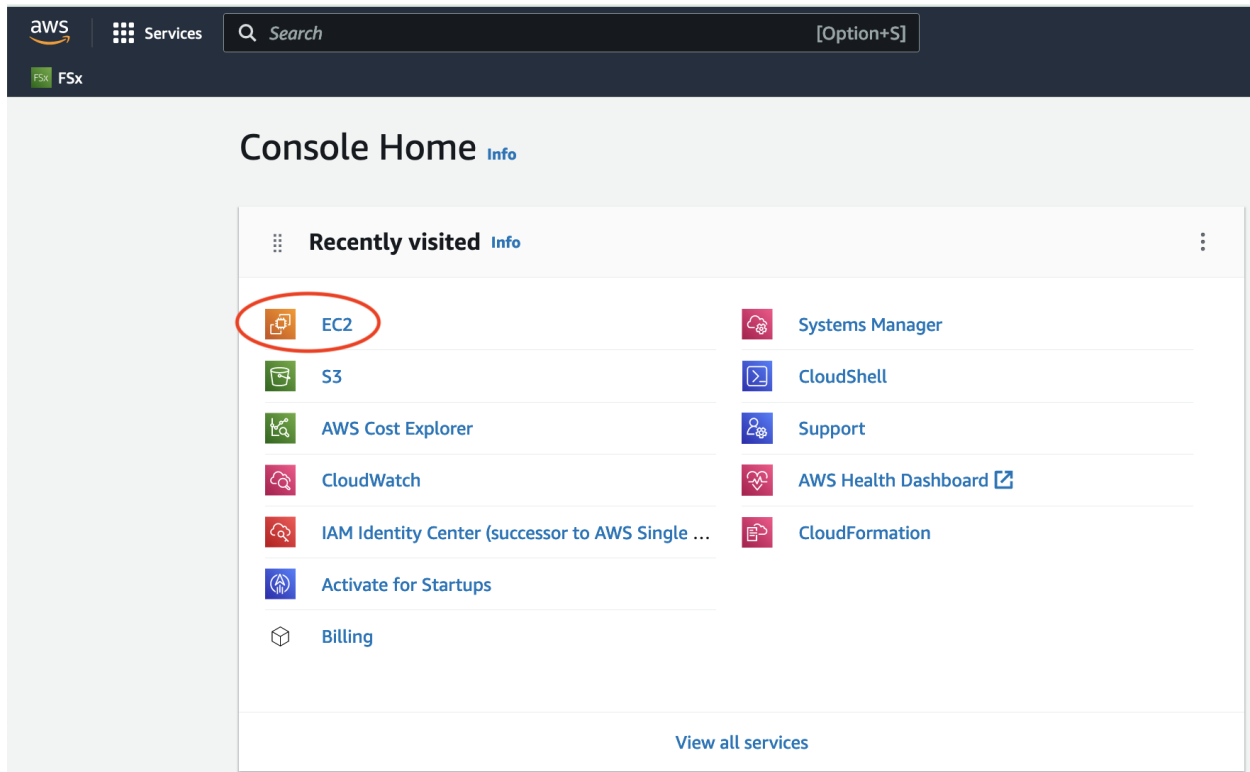 aws
Services
Search
[Option+S]
FSx FSx
Console Home Info
Recently visited Info
EC2
S3
AWS Cost Explorer
CloudWatch
IAM Identity Center (successor to AWS Single ...
Activate for Startups
Billing
Systems Manager
CloudShell
Support
AWS Health Dashboard
CloudFormation
View all services